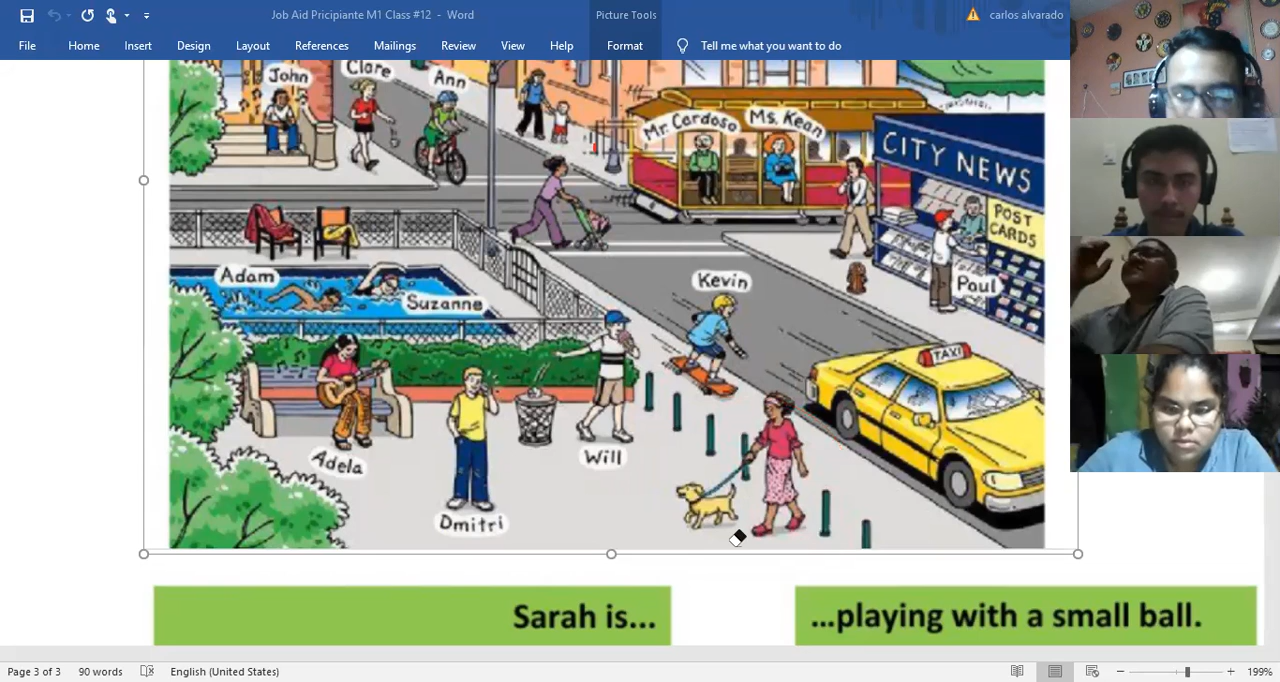 Job Aid Pricipiante M1 Class #12 - Word
Picture Tools
carlos alvarado
File Home Insert Design Layout References Mailings Review View Help Format Tell me what you want to do
John
Clare
Ann
Mr. Cardoso
Ms. Kean
CITY NEWS
POST
CARDS
Adam
Suzanne
Kevin
Paul
TAXI
Adela
Will
Dmitri
Sarah is...
...playing with a small ball.
Page 3 of 3 90 words English (United States) 199%